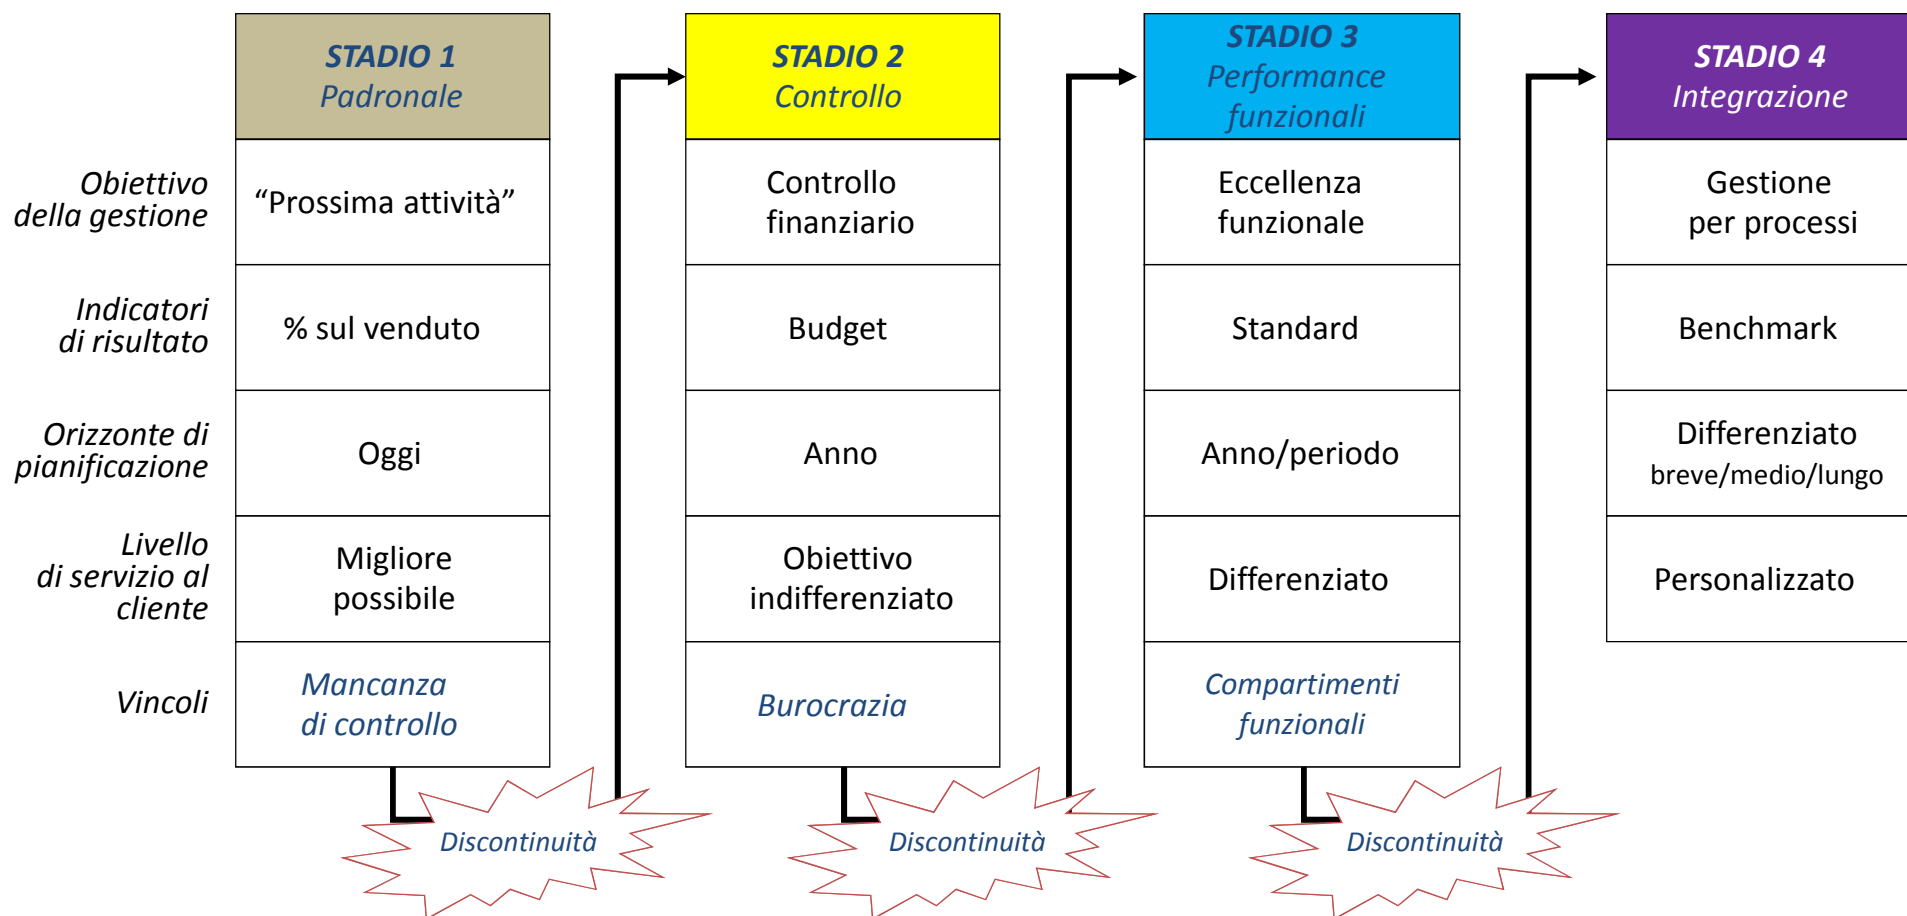 STADIO 1
Padronale
STADIO 2
Controllo
STADIO 3
Performance
funzionali
STADIO 4
Integrazione
Obiettivo
della gestione
“Prossima attività”
Controllo
finanziario
Eccellenza
funzionale
Gestione
per processi
Indicatori
di risultato
% sul venduto
Budget
Standard
Benchmark
Orizzonte di
pianificazione
Oggi
Anno
Anno/periodo
Differenziato
breve/medio/lungo
Livello
di servizio al
cliente
Migliore
possibile
Obiettivo
indifferenziato
Differenziato
Personalizzato
Vincoli
Mancanza
di controllo
Burocrazia
Compartimenti
funzionali
Discontinuità
Discontinuità
Discontinuità